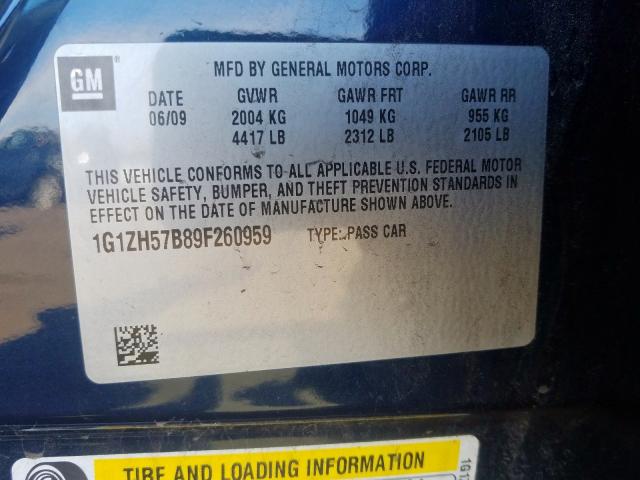 GM
MFD BY GENERAL MOTORS CORP.
DATE GVWR GAWR FRT GAWR RR
06/09 2004 KG 1049 KG 955 KG
4417 LB 2312 LB 2105 LB
THIS VEHICLE CONFORMS TO ALL APPLICABLE U.S. FEDERAL MOTOR
VEHICLE SAFETY, BUMPER, AND THEFT PREVENTION STANDARDS IN
EFFECT ON THE DATE OF MANUFACTURE SHOWN ABOVE.
1G1ZH57B89F260959 TYPE: PASS CAR
TIRE AND LOADING INFORMATION